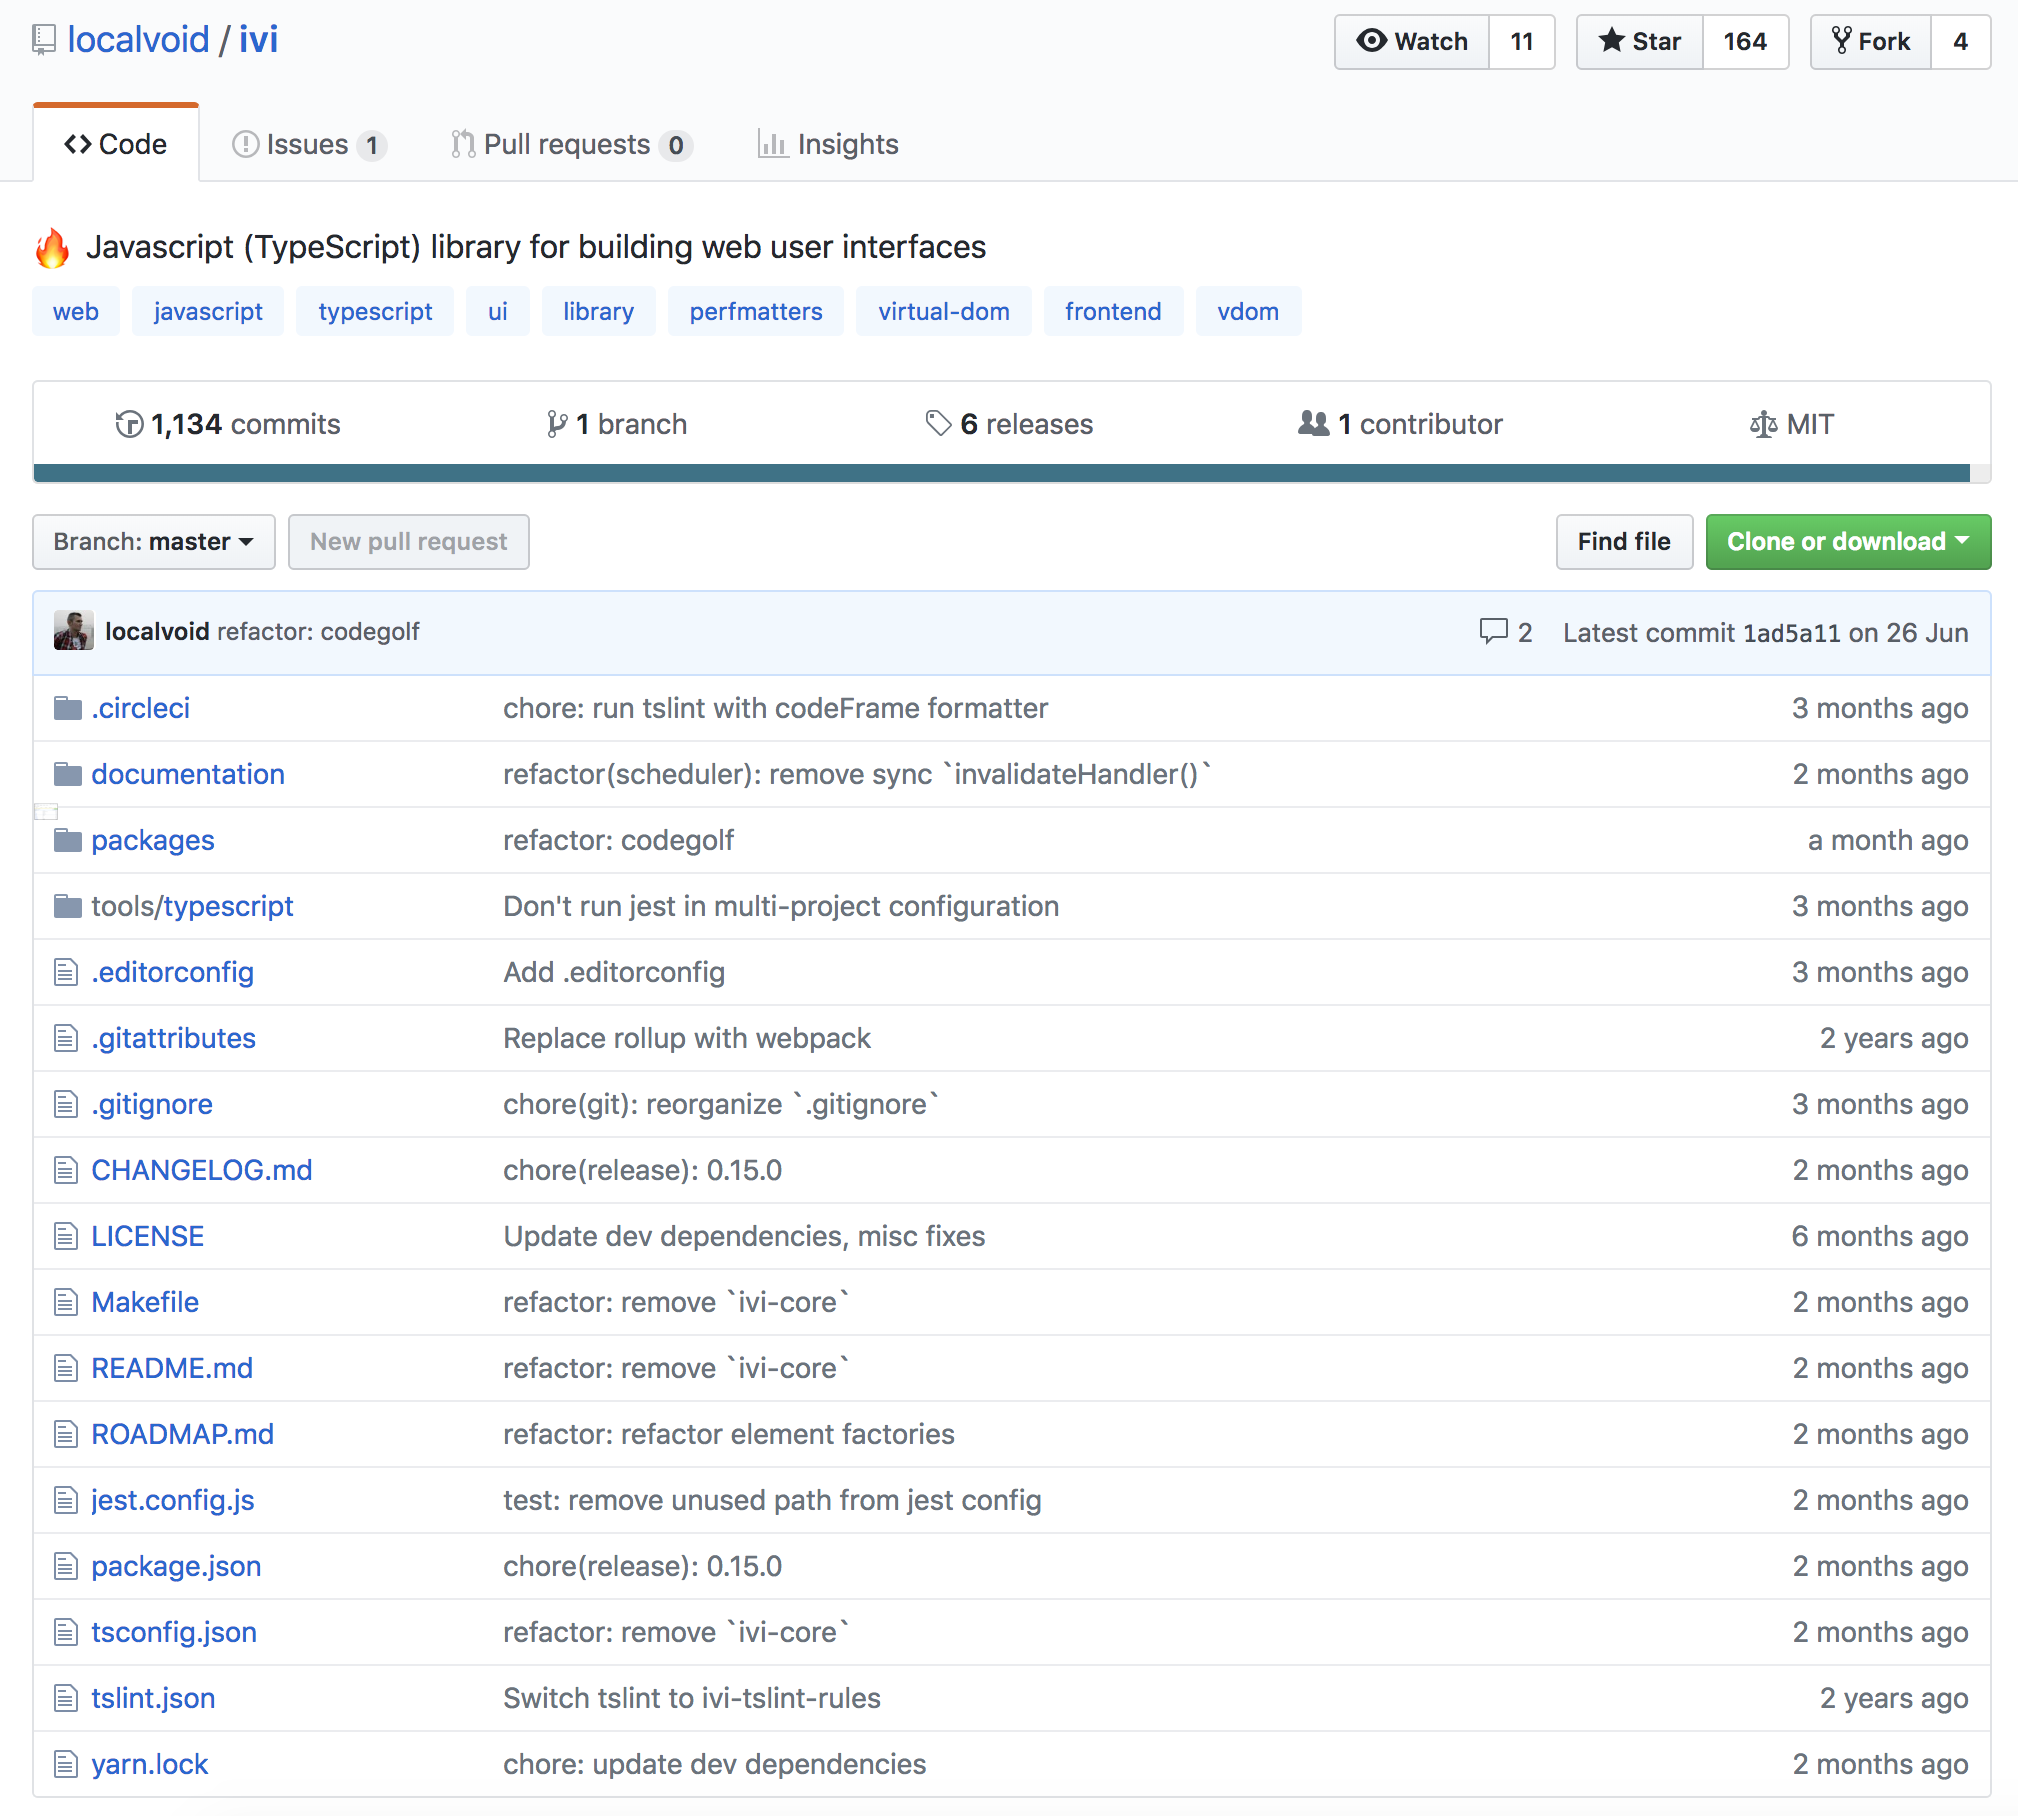 localvoid / ivi
Watch 11 Star 164 Fork 4
Code Issues 1 Pull requests 0 Insights
Javascript (TypeScript) library for building web user interfaces
web javascript typescript ui library perfmatters virtual-dom frontend vdom
1,134 commits 1 branch 6 releases 1 contributor MIT
Branch: master New pull request Find file Clone or download
localvoid refactor: codegolf 2 Latest commit 1ad5a11 on 26 Jun
.circleci chore: run tslint with codeFrame formatter 3 months ago
documentation refactor(scheduler): remove sync `invalidateHandler()` 2 months ago
packages refactor: codegolf a month ago
tools/typescript Don't run jest in multi-project configuration 3 months ago
.editorconfig Add .editorconfig 3 months ago
.gitattributes Replace rollup with webpack 2 years ago
.gitignore chore(git): reorganize `.gitignore` 3 months ago
CHANGELOG.md chore(release): 0.15.0 2 months ago
LICENSE Update dev dependencies, misc fixes 6 months ago
Makefile refactor: remove `ivi-core` 2 months ago
README.md refactor: remove `ivi-core` 2 months ago
ROADMAP.md refactor: refactor element factories 2 months ago
jest.config.js test: remove unused path from jest config 2 months ago
package.json chore(release): 0.15.0 2 months ago
tsconfig.json refactor: remove `ivi-core` 2 months ago
tslint.json Switch tslint to ivi-tslint-rules 2 years ago
yarn.lock chore: update dev dependencies 2 months ago